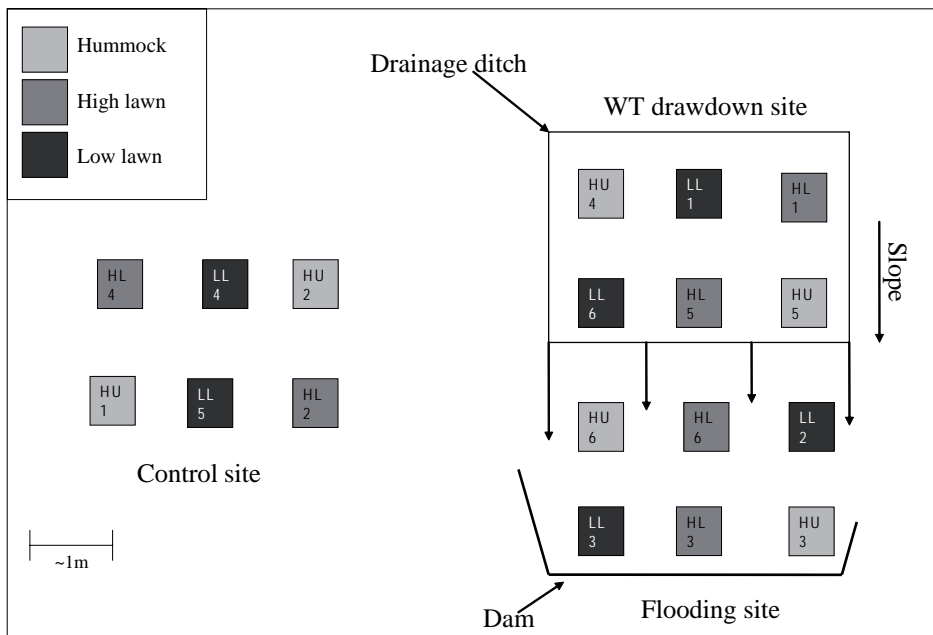 Hummock
High lawn
Low lawn
Drainage ditch
WT drawdown site
HU
4
LL
1
HL
1
Slope
HL
4
LL
4
HU
2
LL
6
HL
5
HU
5
HU
1
LL
5
HL
2
HU
6
HL
6
LL
2
Control site
LL
3
HL
3
HU
3
~1m
Dam
Flooding site